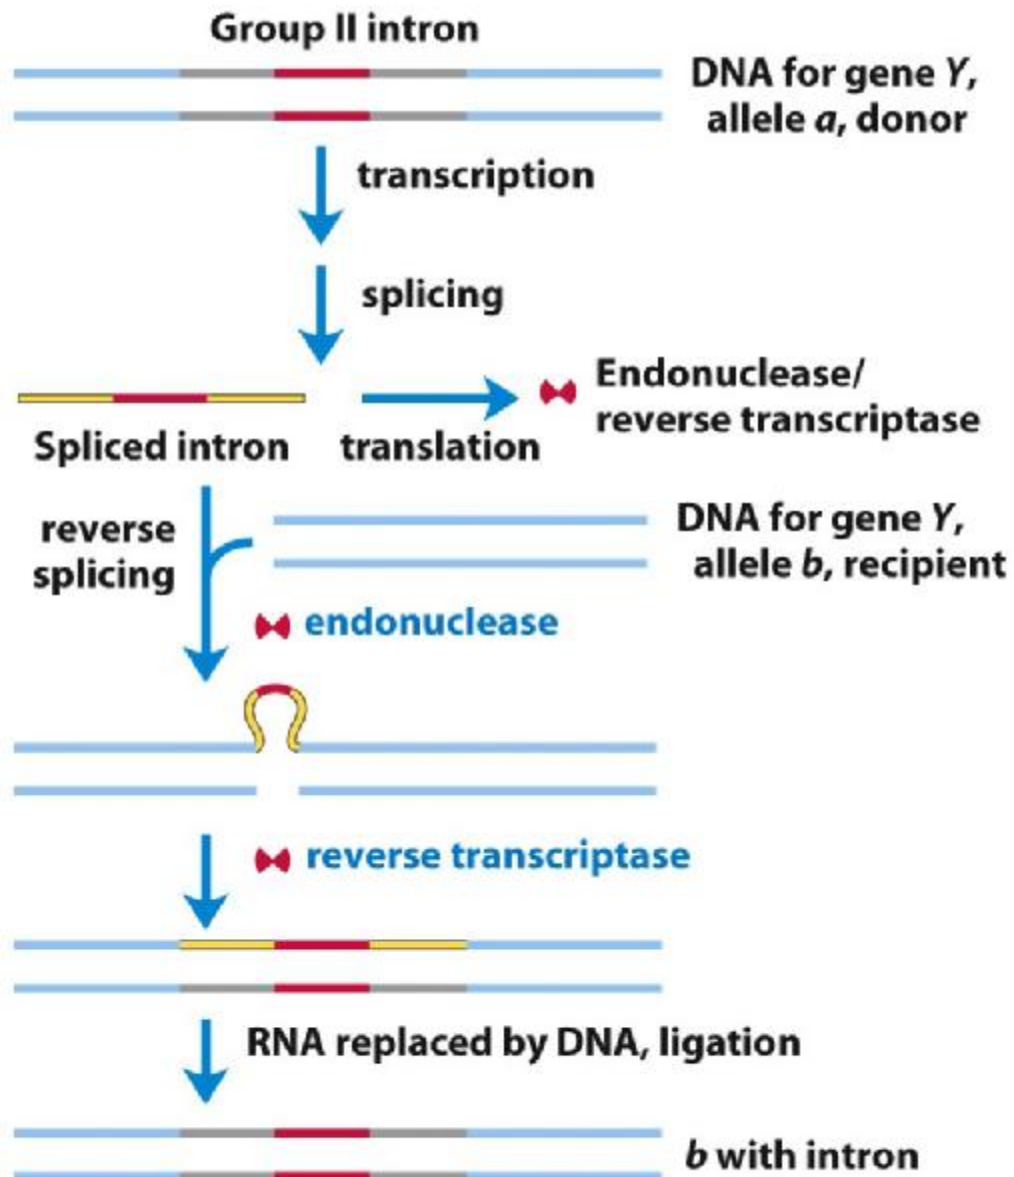 Group II intron
DNA for gene Y,
allele a, donor
transcription
splicing
Endonuclease/
reverse transcriptase
Spliced intron
translation
reverse
splicing
DNA for gene Y,
allele b, recipient
endonuclease
reverse transcriptase
RNA replaced by DNA, ligation
b with intron